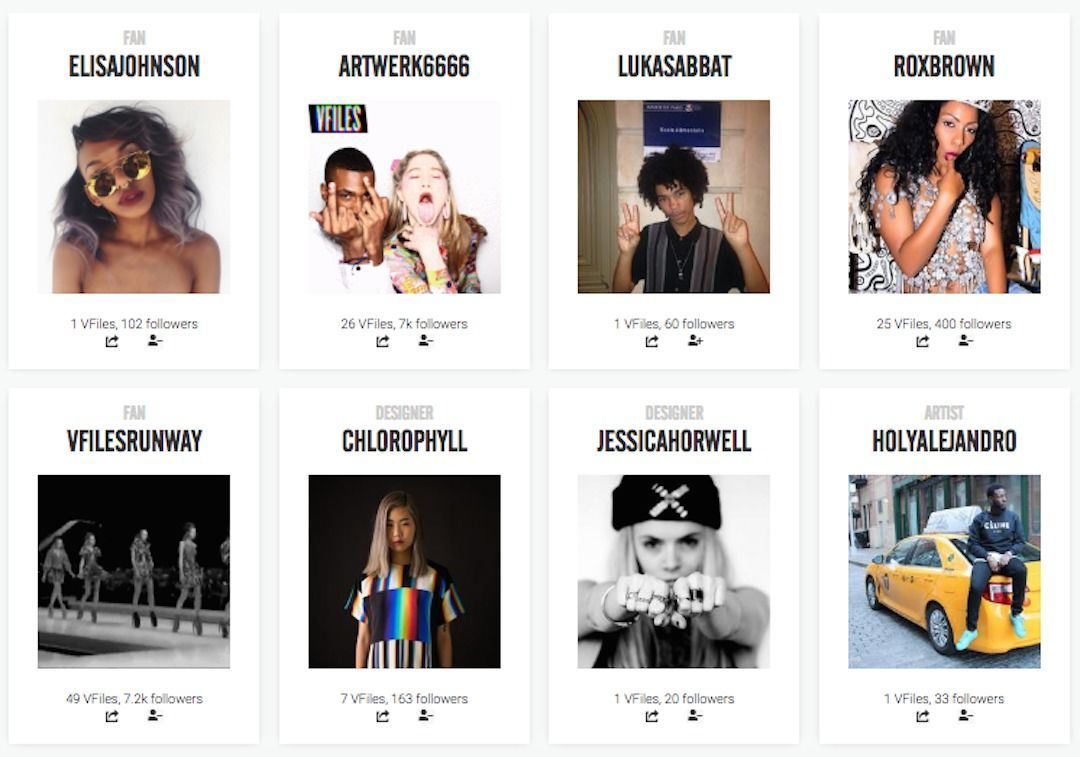 FAN
ELISAJOHNSON
1 VFiles, 102 followers
FAN
ARTWERK6666
VFILES
26 VFiles, 7k followers
FAN
LUKASABBAT
1 VFiles, 60 followers
FAN
ROXBROWN
25 VFiles, 400 followers
FAN
VFILESRUNWAY
49 VFiles, 7.2k followers
DESIGNER
CHLOROPHYLL
7 VFiles, 163 followers
DESIGNER
JESSICAHORWELL
1 VFiles, 20 followers
ARTIST
HOLYALEJANDRO
CÉLINE
1 VFiles, 33 followers